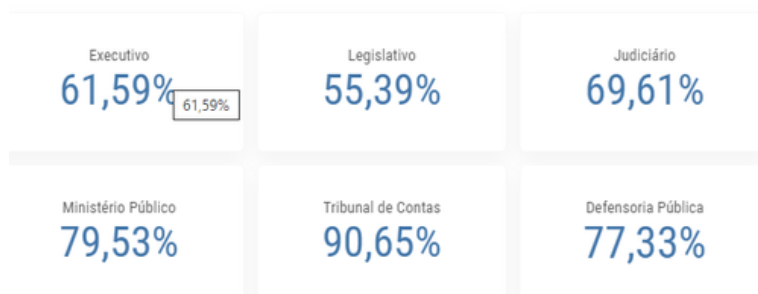 Executivo
61,59%
61,59%
Legislativo
55,39%
Judiciário
69,61%
Ministério Público
79,53%
Tribunal de Contas
90,65%
Defensoria Pública
77,33%